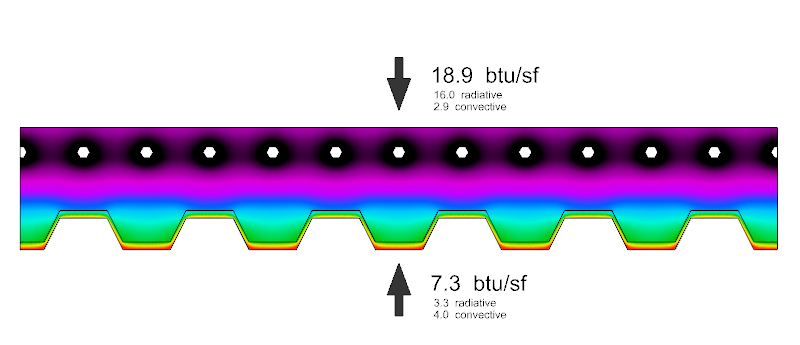 18.9 btu/sf
16.0 radiative
2.9 convective
7.3 btu/sf
3.3 radiative
4.0 convective